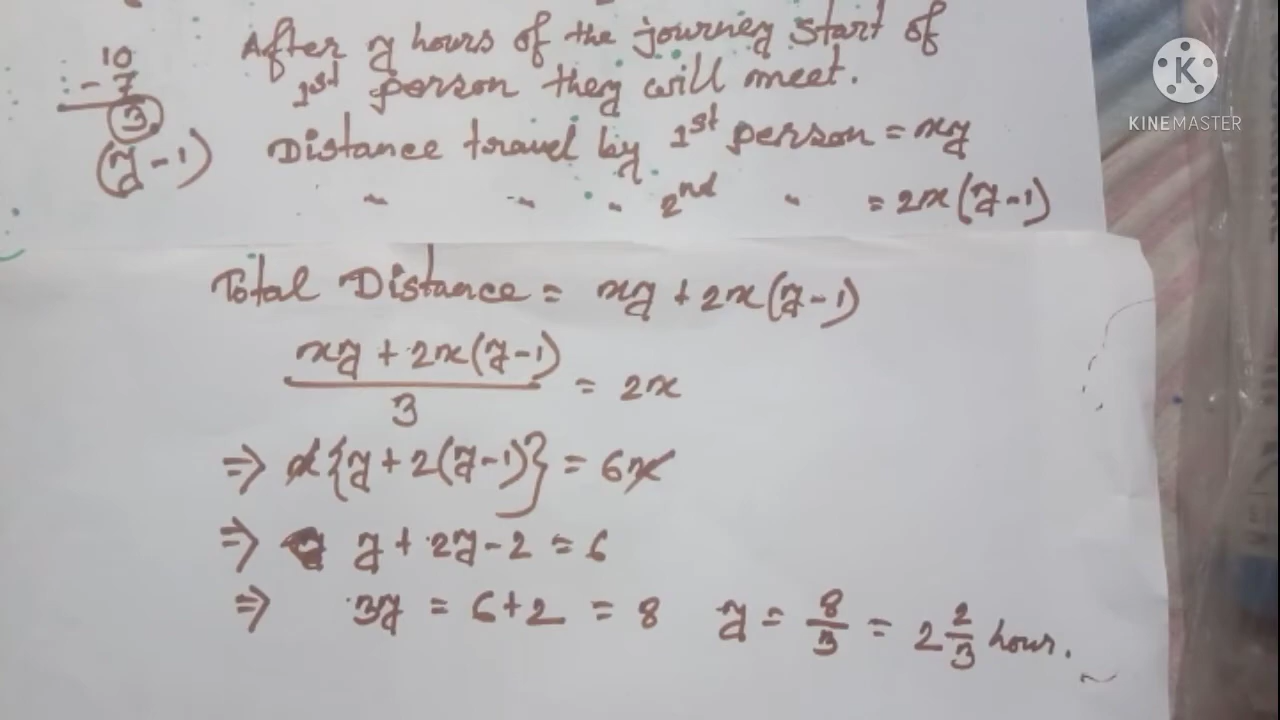 10
- 7
3
(y-1)
After y hours of the journey start of
1st person they will meet.
Distance travel by 1st person = xy
" " " 2nd " = 2x(y-1)
Total Distance = xy + 2x(y-1)
xy + 2x(y-1)
3
= 2x
⇒ x{y + 2(y-1)} = 6x
⇒ y + 2y - 2 = 6
⇒ 3y = 6+2 = 8 y = 8/3 = 2 2/3 hour.
K
KINEMASTER